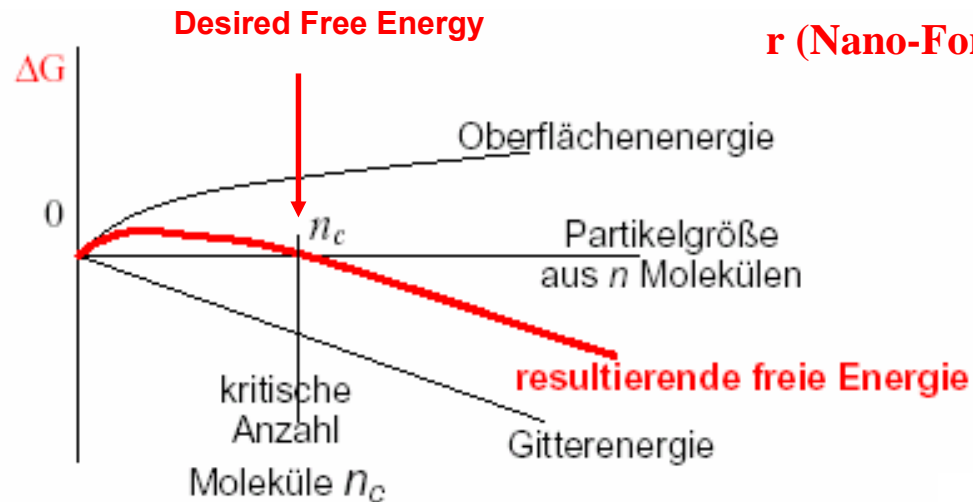 Desired Free Energy
r (Nano-For
ΔG
Oberflächenenergie
0
n_c
Partikelgröße
aus n Molekülen
resultierende freie Energie
kritische
Anzahl
Moleküle n_c
Gitterenergie